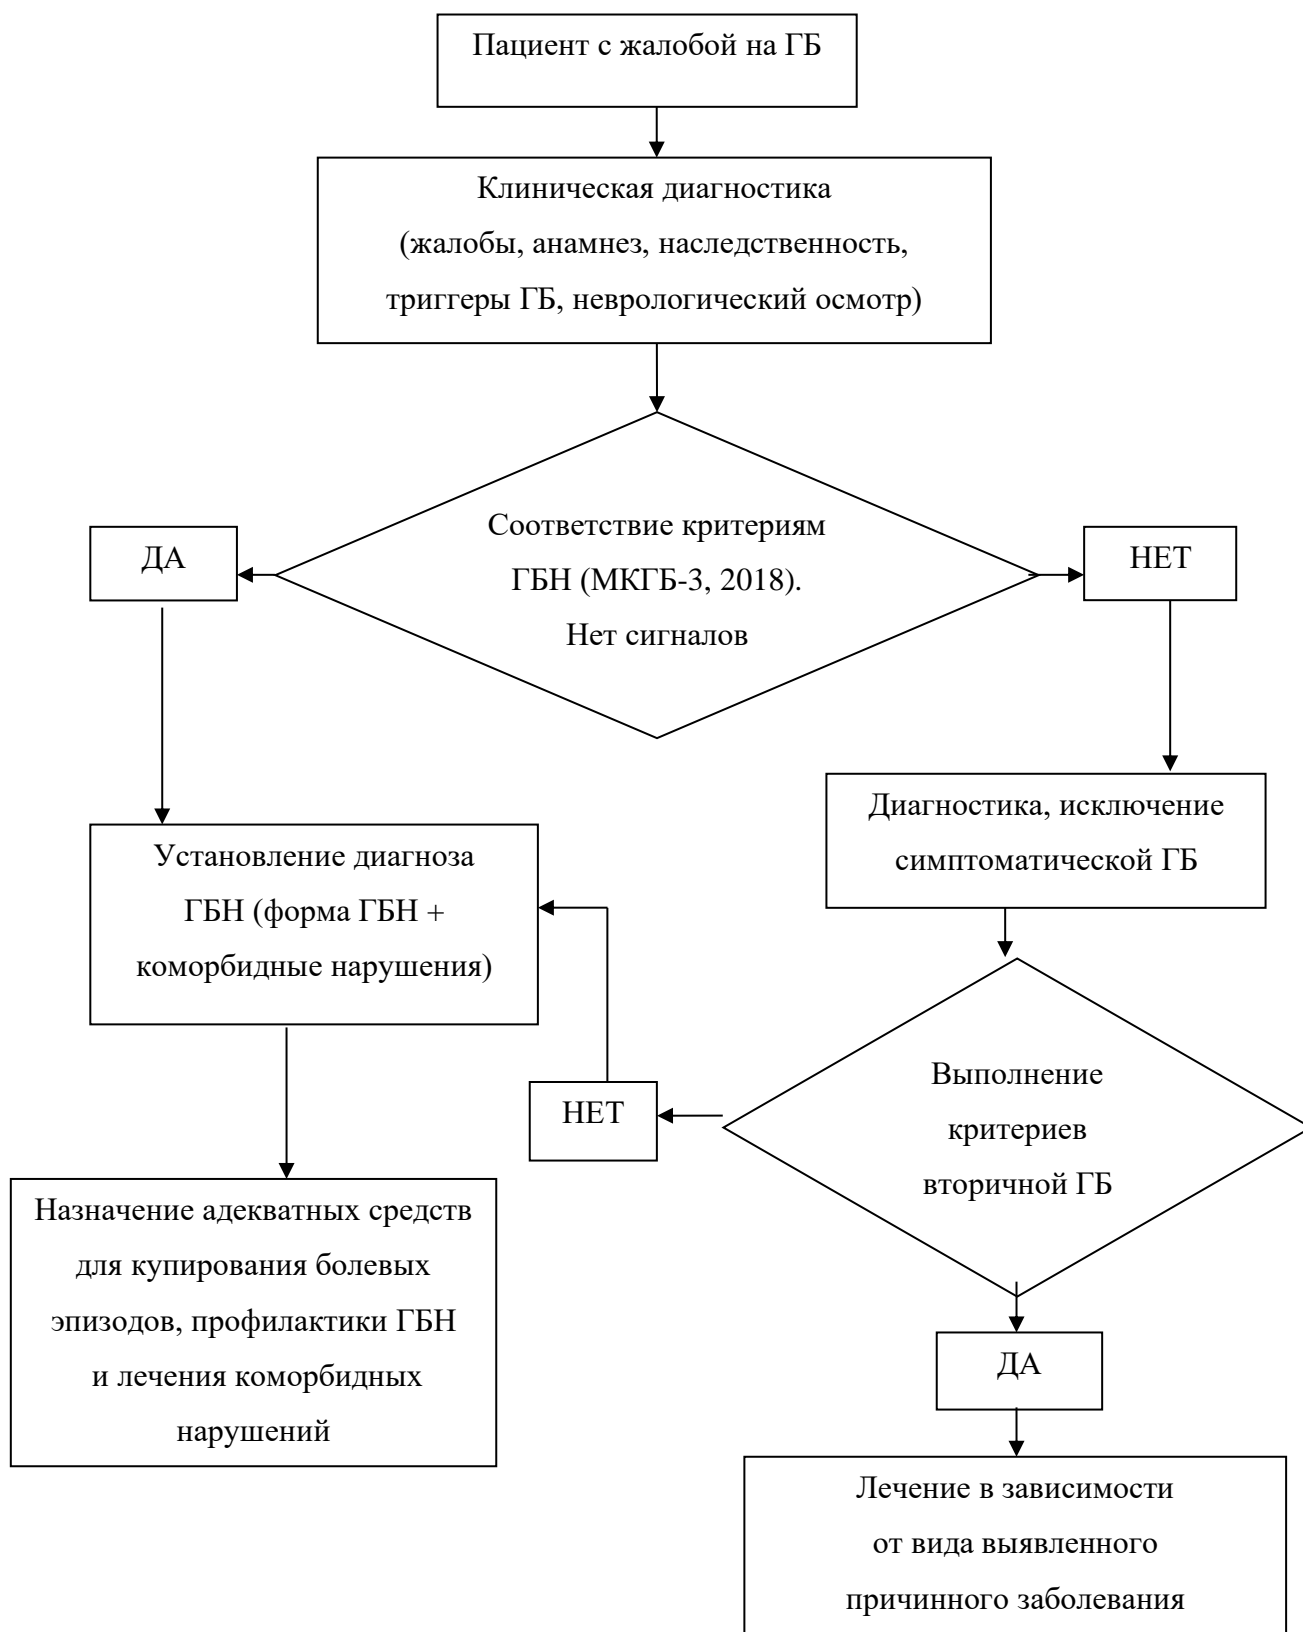 Пациент с жалобой на ГБ
Клиническая диагностика
(жалобы, анамнез, наследственность,
триггеры ГБ, неврологический осмотр)
Соответствие критериям
ГБН (МКГБ-3, 2018).
Нет сигналов
ДА
НЕТ
Диагностика, исключение
симптоматической ГБ
Установление диагноза
ГБН (форма ГБН +
коморбидные нарушения)
Выполнение
критериев
вторичной ГБ
НЕТ
Назначение адекватных средств
для купирования болевых
эпизодов, профилактики ГБН
и лечения коморбидных
нарушений
ДА
Лечение в зависимости
от вида выявленного
причинного заболевания